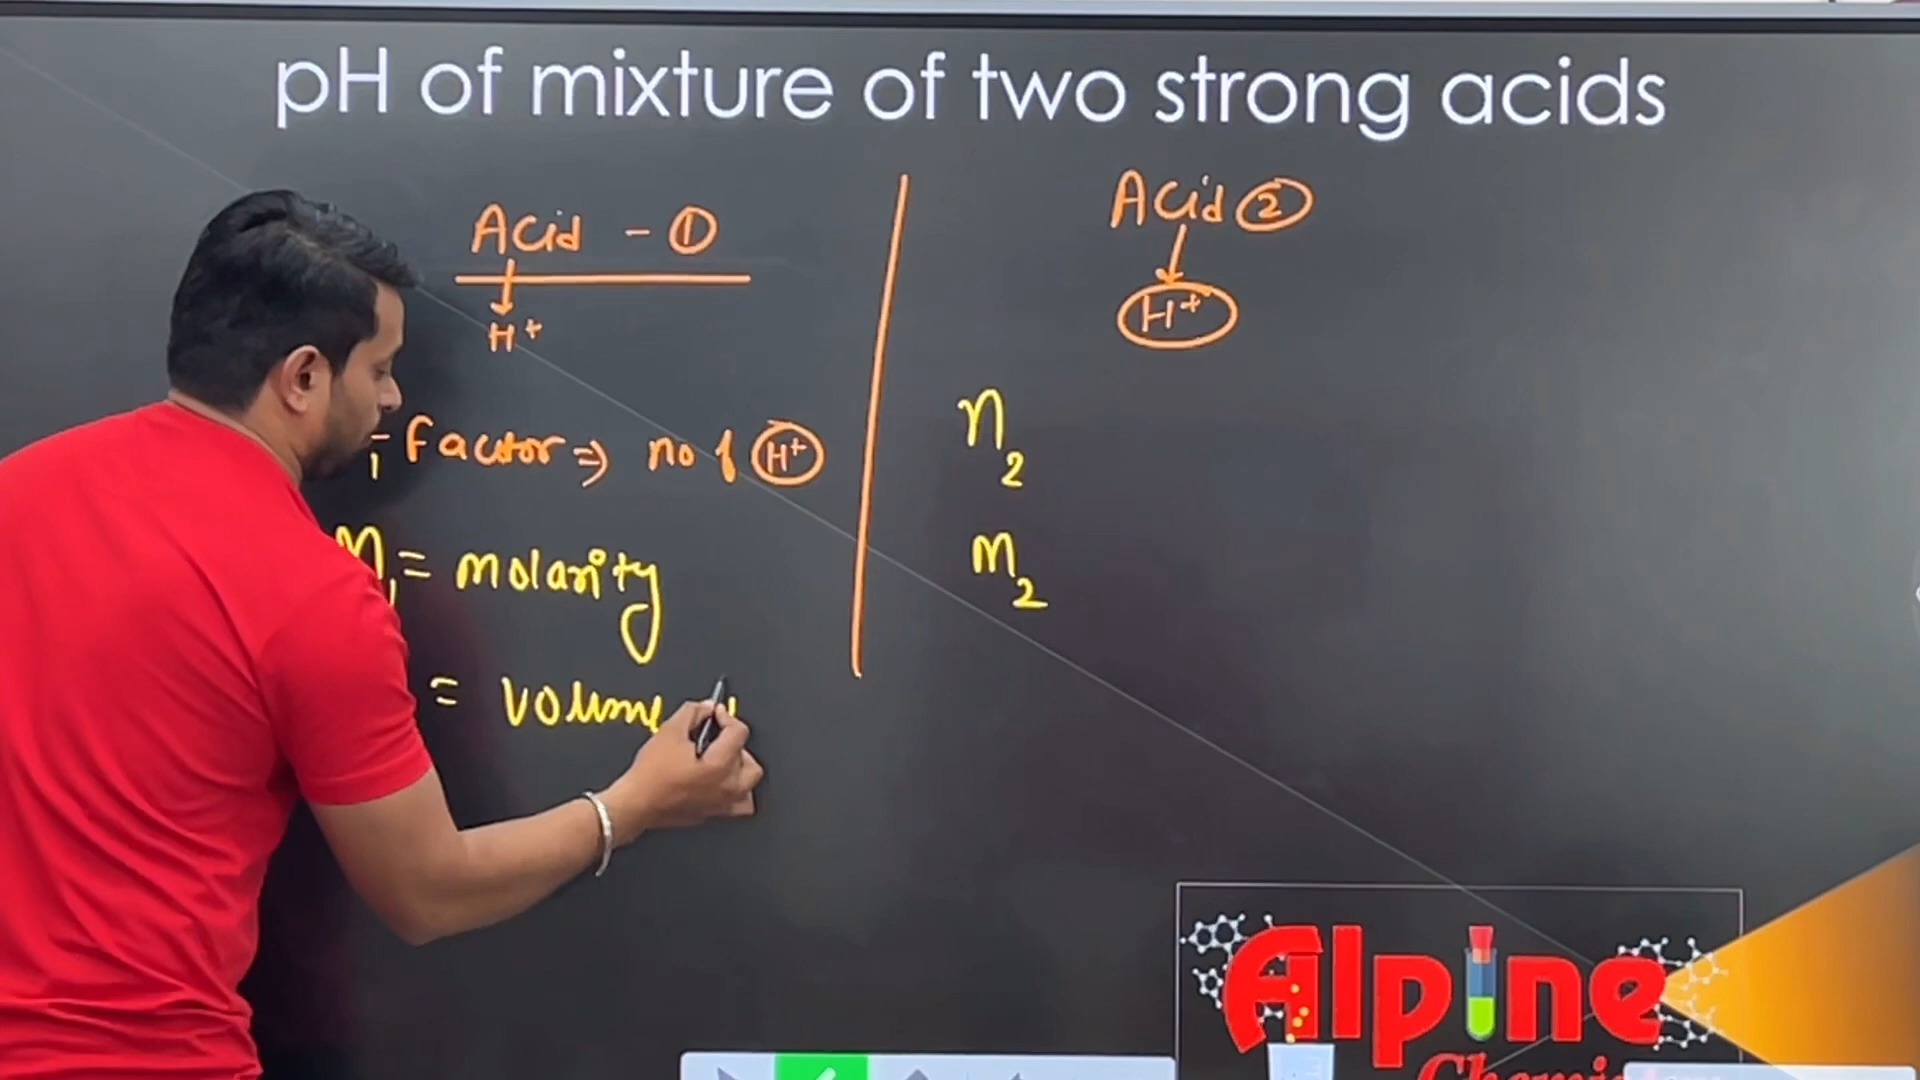 pH of mixture of two strong acids
Acid - ①
H+
Factor ⇒ no of H+
M1 = molarity
= volume
Acid ②
H+
n2
M2
Alpine